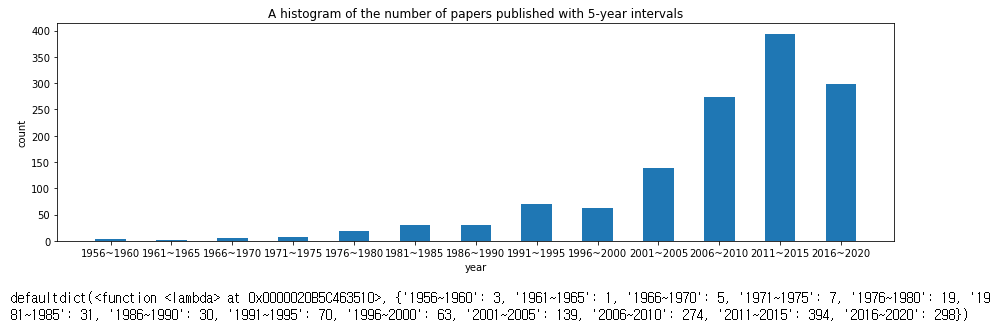 A histogram of the number of papers published with 5-year intervals
400
350
300
250
200
150
100
50
0
count
1956~1960 1961~1965 1966~1970 1971~1975 1976~1980 1981~1985 1986~1990 1991~1995 1996~2000 2001~2005 2006~2010 2011~2015 2016~2020
year
defaultdict(<function <lambda> at 0x0000020B5C463510>, {'1956~1960': 3, '1961~1965': 1, '1966~1970': 5, '1971~1975': 7, '1976~1980': 19, '19
81~1985': 31, '1986~1990': 30, '1991~1995': 70, '1996~2000': 63, '2001~2005': 139, '2006~2010': 274, '2011~2015': 394, '2016~2020': 298})